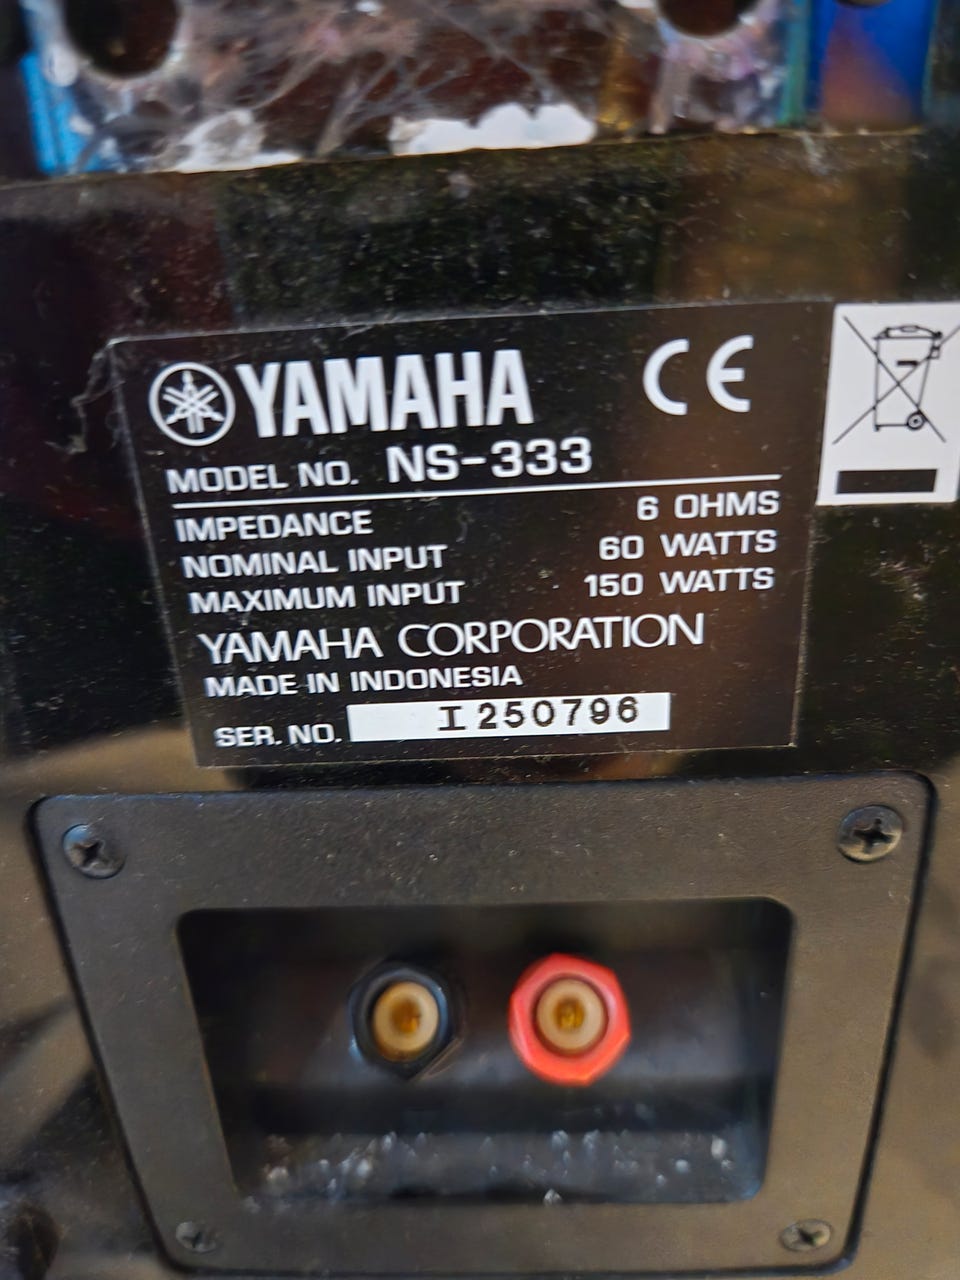 YAMAHA CE
MODEL NO. NS-333
IMPEDANCE 6 OHMS
NOMINAL INPUT 60 WATTS
MAXIMUM INPUT 150 WATTS
YAMAHA CORPORATION
MADE IN INDONESIA
SER. NO. I250796